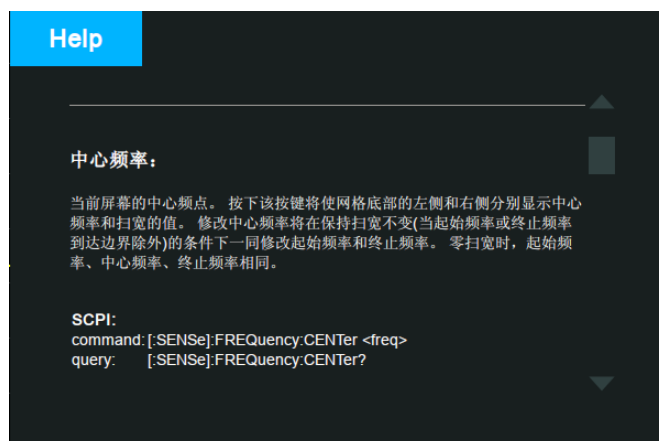 Help
中心频率：
当前屏幕的中心频点。 按下该按键将使网格底部的左侧和右侧分别显示中心
频率和扫宽的值。 修改中心频率将在保持扫宽不变(当起始频率或终止频率
到达边界除外)的条件下一同修改起始频率和终止频率。 零扫宽时，起始频
率、中心频率、终止频率相同。
SCPI:
command: [:SENSe]:FREQuency:CENTer <freq>
query: [:SENSe]:FREQuency:CENTer?